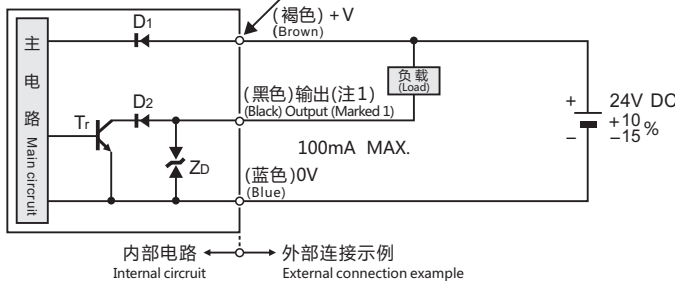 (褐色)+V
(Brown)
D1
主电路 Main circruit
负载
(Load)
(黑色)输出(注1)
(Black) Output (Marked 1)
D2
Tr
ZD
100mA MAX.
+
−
24V DC
+10
−15 %
(蓝色)0V
(Blue)
内部电路
Internal circruit
外部连接示例
External connection example